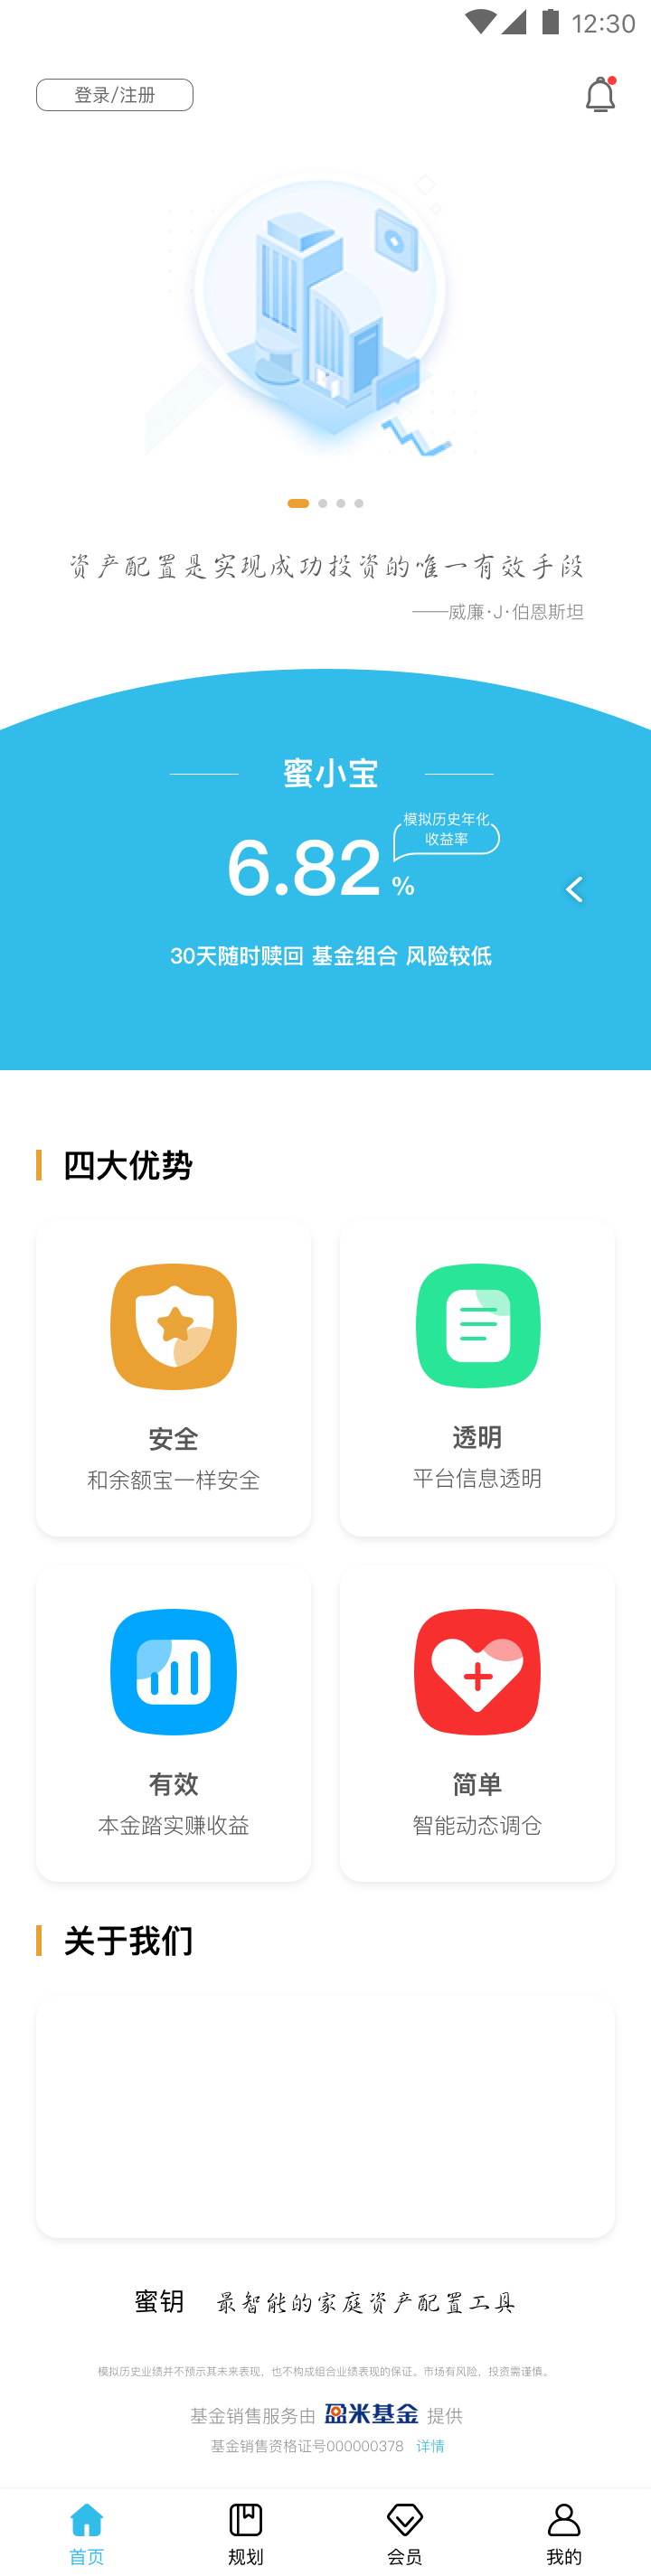 12:30
登录/注册
资产配置是实现成功投资的唯一有效手段
——威廉·J·伯恩斯坦
蜜小宝
模拟历史年化
收益率
6.82 %
30天随时赎回 基金组合 风险较低
四大优势
安全
和余额宝一样安全
透明
平台信息透明
有效
本金踏实赚收益
简单
智能动态调仓
关于我们
蜜钥 最智能的家庭资产配置工具
模拟历史业绩并不预示其未来表现，也不构成组合业绩表现的保证。市场有风险，投资需谨慎。
基金销售服务由 盈米基金 提供
基金销售资格证号000000378 详情
首页 规划 会员 我的